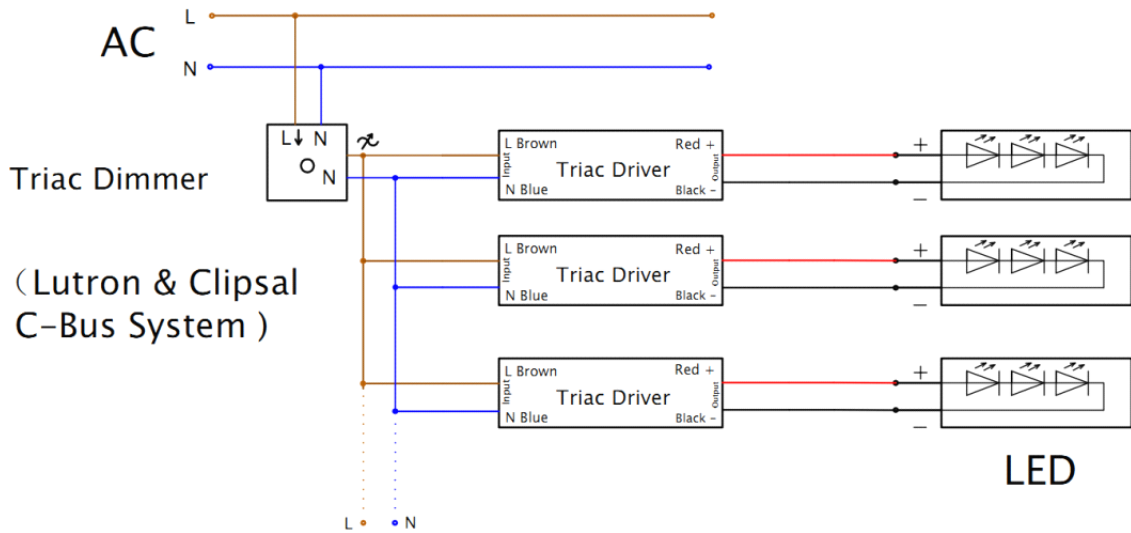 L
AC
N
L N
N
Triac Dimmer
(Lutron & Clipsal
C-Bus System )
L Brown
Input
N Blue
Triac Driver
Red +
Output
Black -
+
-
L Brown
Input
N Blue
Triac Driver
Red +
Output
Black -
+
-
L Brown
Input
N Blue
Triac Driver
Red +
Output
Black -
+
-
LED
L
N